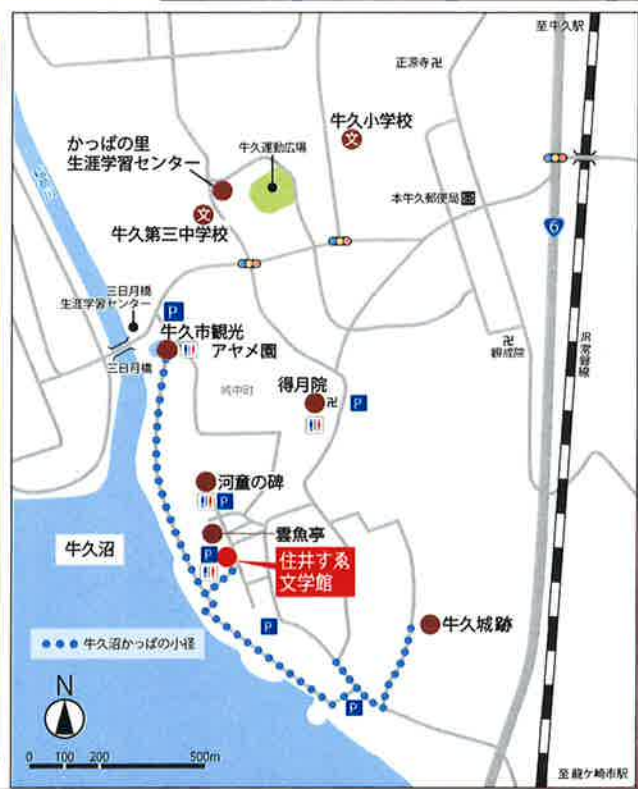 至牛久駅
正源寺卍
牛久小学校
文
かっぱの里
生涯学習センター
牛久運動広場
本牛久郵便局
文
牛久第三中学校
6
三日月橋
生涯学習センター
P
牛久市観光
アヤメ園
三日月橋
卍
観成院
JR常磐線
城中町
得月院
卍
P
河童の碑
P
雲魚亭
牛久沼
P
住井すゑ
文学館
牛久城跡
P
牛久沼かっぱの小径
P
N
0 100 200 500m
至龍ケ崎市駅